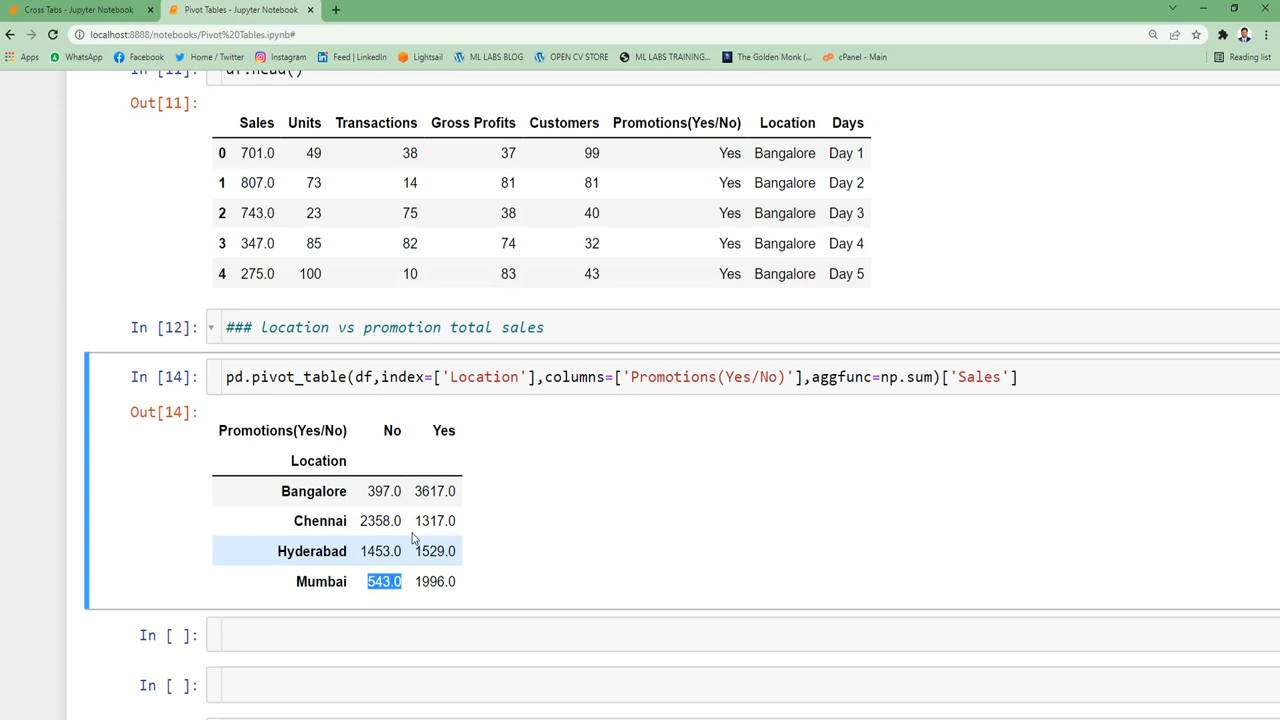 Cross Tabs - Jupyter Notebook × Pivot Tables - Jupyter Notebook × +
localhost:8888/notebooks/Pivot%20Tables.ipynb#
Apps WhatsApp Facebook Home / Twitter Instagram Feed | LinkedIn Lightsail ML LABS BLOG OPEN CV STORE ML LABS TRAINING... The Golden Monk (... cPanel - Main Reading list
In [11]: df.head()
Out[11]:
Sales Units Transactions Gross Profits Customers Promotions(Yes/No) Location Days
0 701.0 49 38 37 99 Yes Bangalore Day 1
1 807.0 73 14 81 81 Yes Bangalore Day 2
2 743.0 23 75 38 40 Yes Bangalore Day 3
3 347.0 85 82 74 32 Yes Bangalore Day 4
4 275.0 100 10 83 43 Yes Bangalore Day 5
In [12]: ### location vs promotion total sales
In [14]: pd.pivot_table(df,index=['Location'],columns=['Promotions(Yes/No)'],aggfunc=np.sum)['Sales']
Out[14]:
Promotions(Yes/No) No Yes
Location
Bangalore 397.0 3617.0
Chennai 2358.0 1317.0
Hyderabad 1453.0 1529.0
Mumbai 543.0 1996.0
In [ ]:
In [ ]: